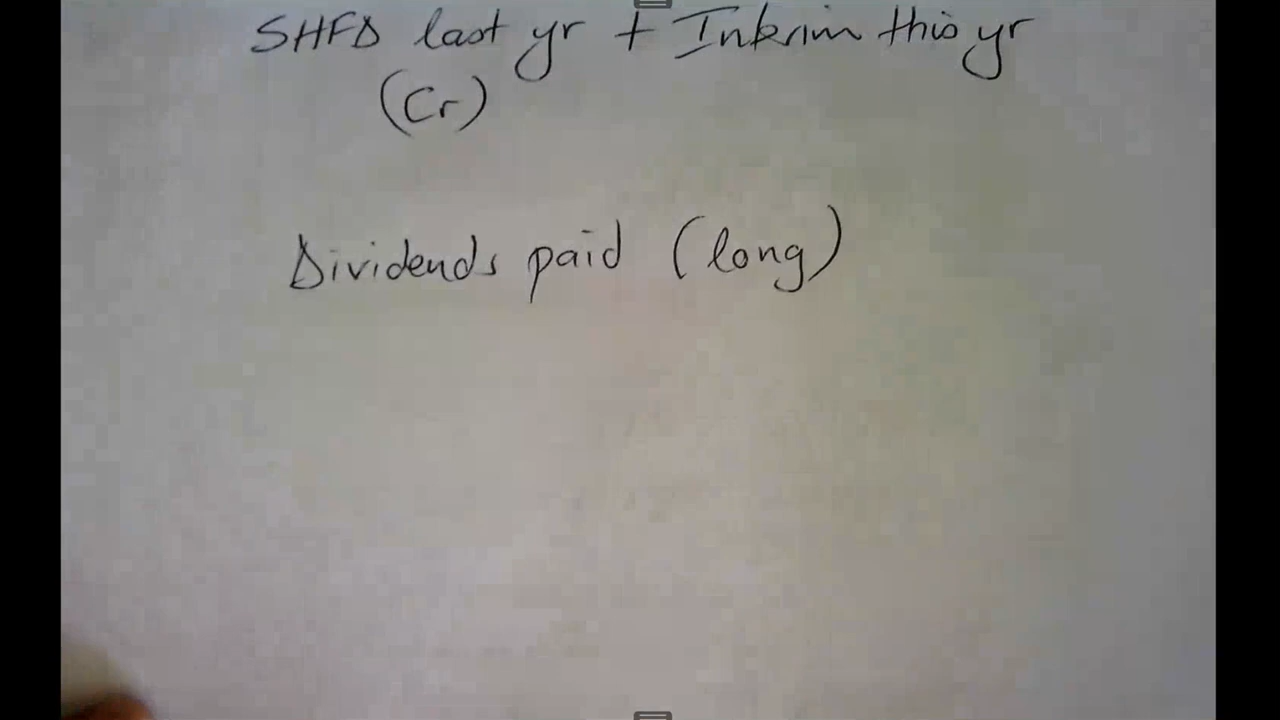 SHFD last yr + Interim this yr
(Cr)
Dividends paid (long)